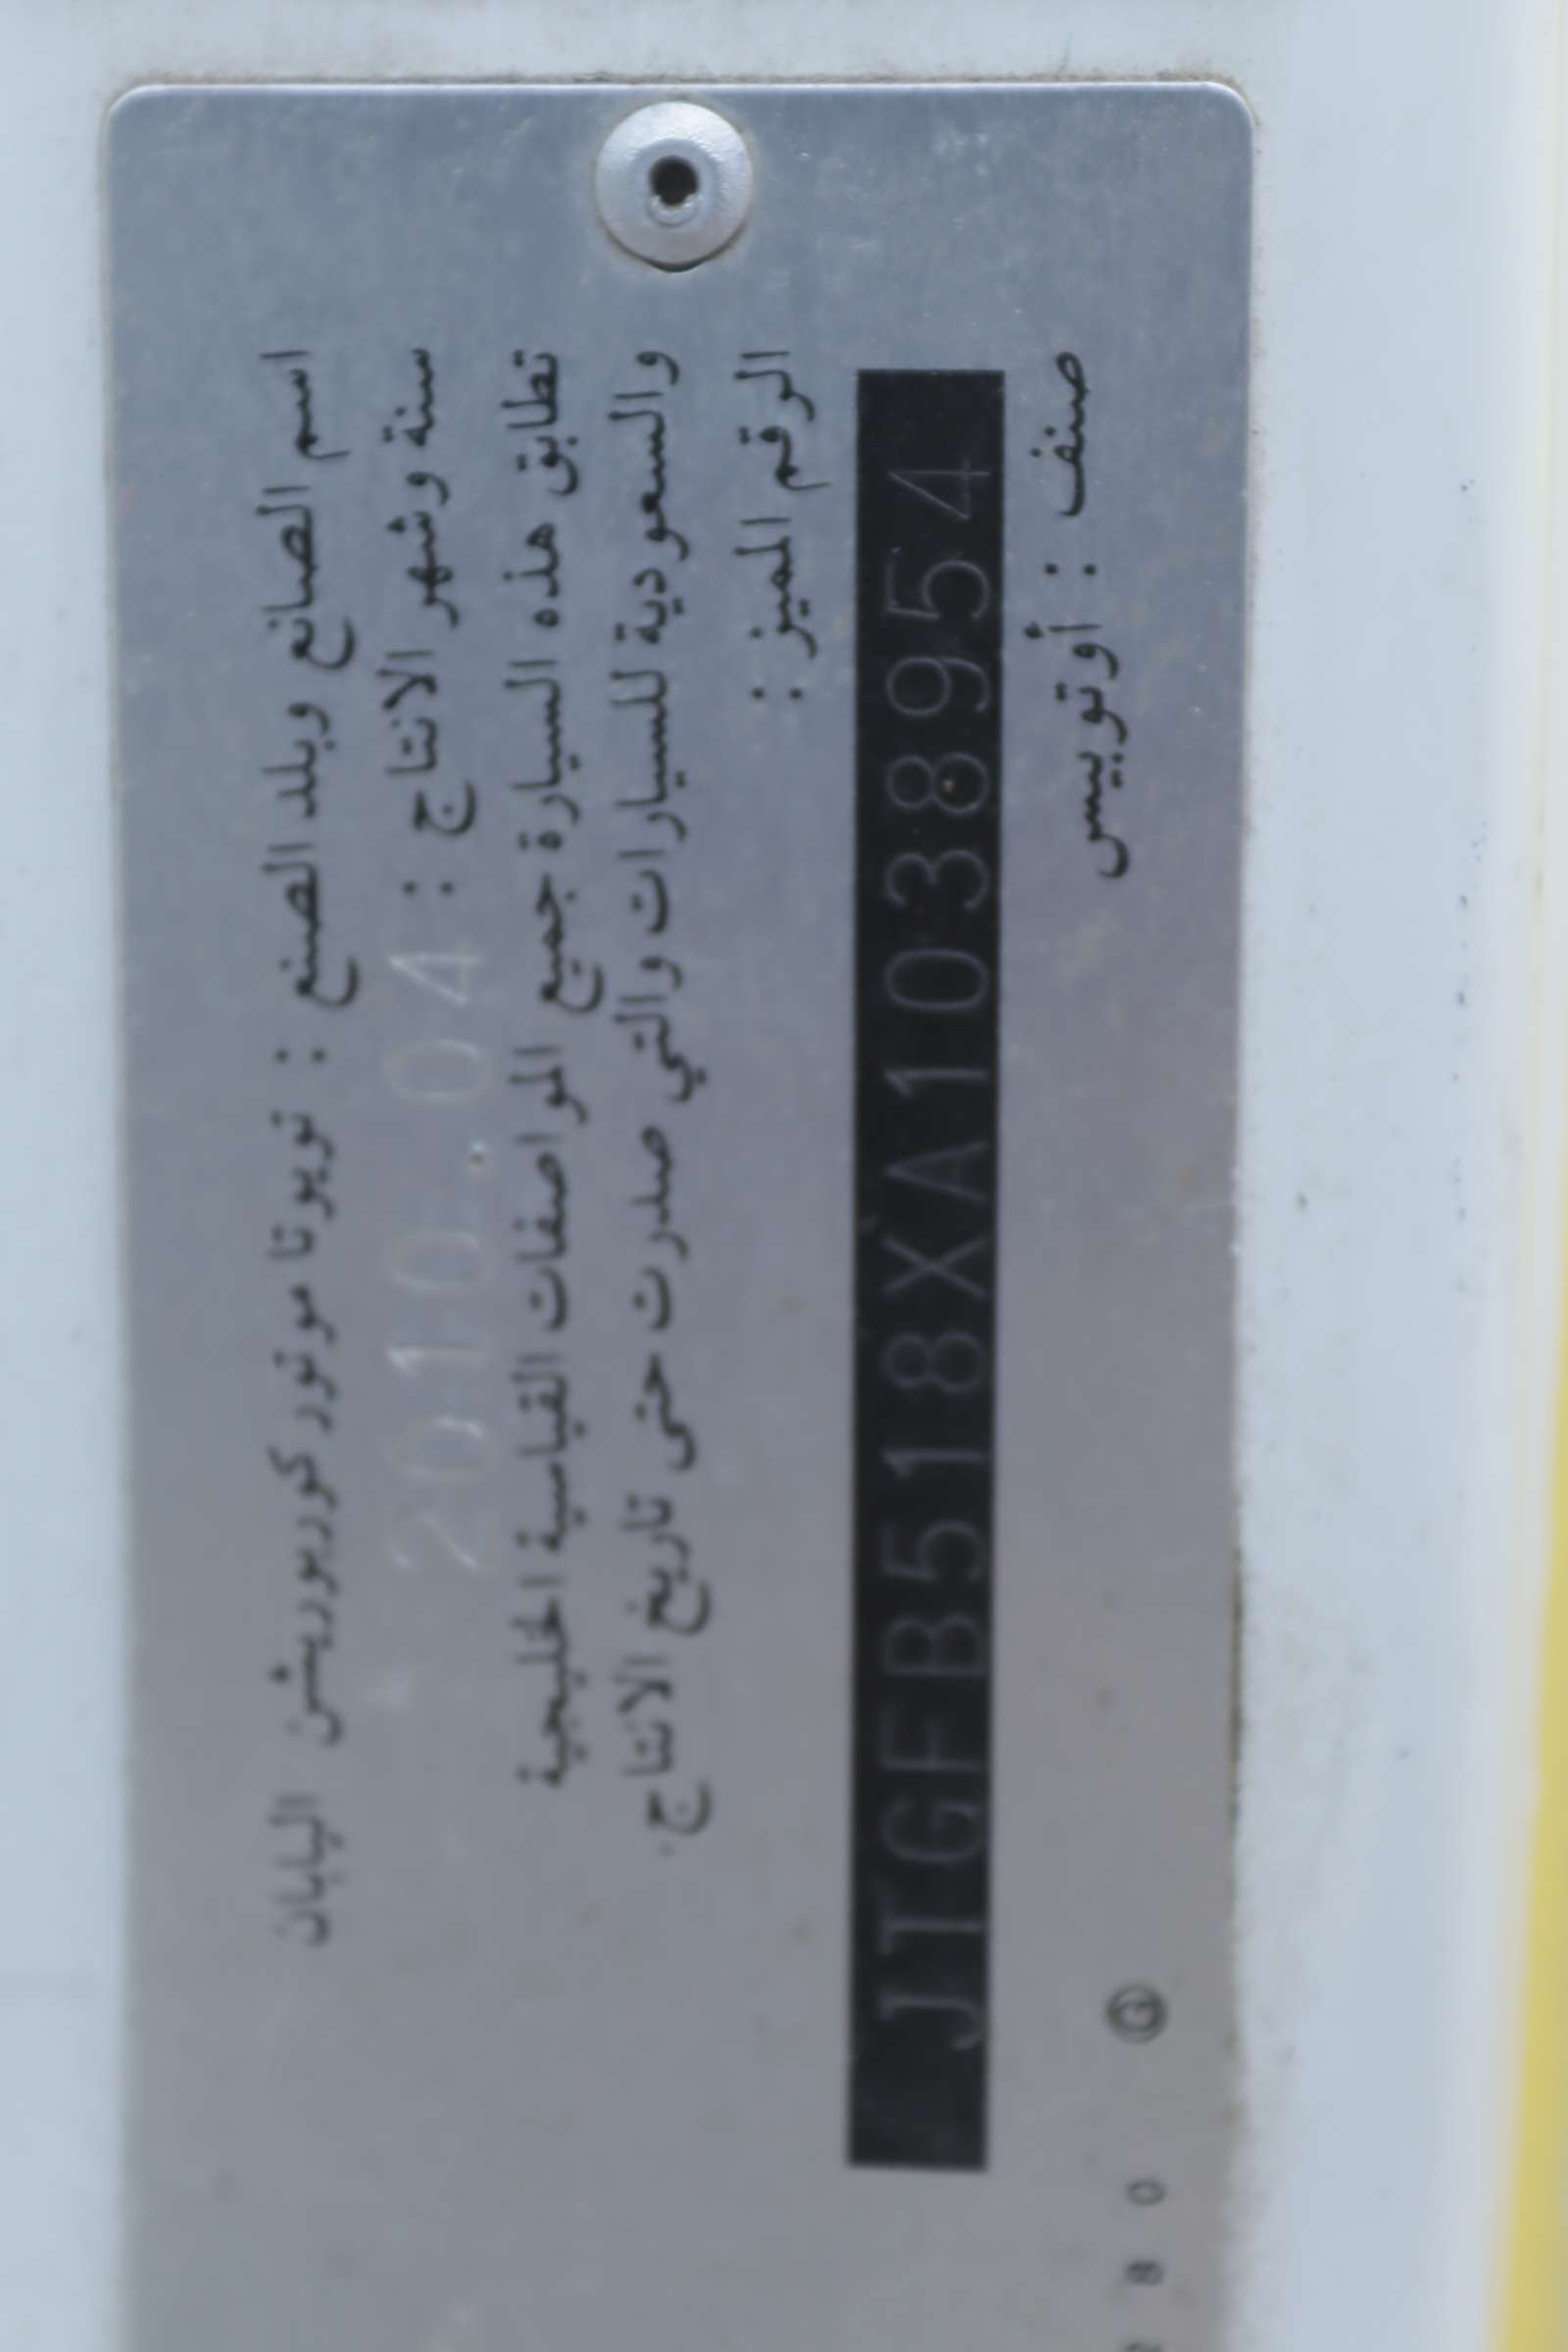 اسم الصانع وبلد الصنع : تويوتا موتور كوربوريشن اليابان
سنة وشهر الانتاج : 2010.04
تطابق هذه السيارة جميع المواصفات القياسية الخليجية
والسعودية للسيارات والتي صدرت حتى تاريخ الانتاج.
الرقم المميز :
JTGFB518XA1038954
صنف : أوتوبيس
G
280